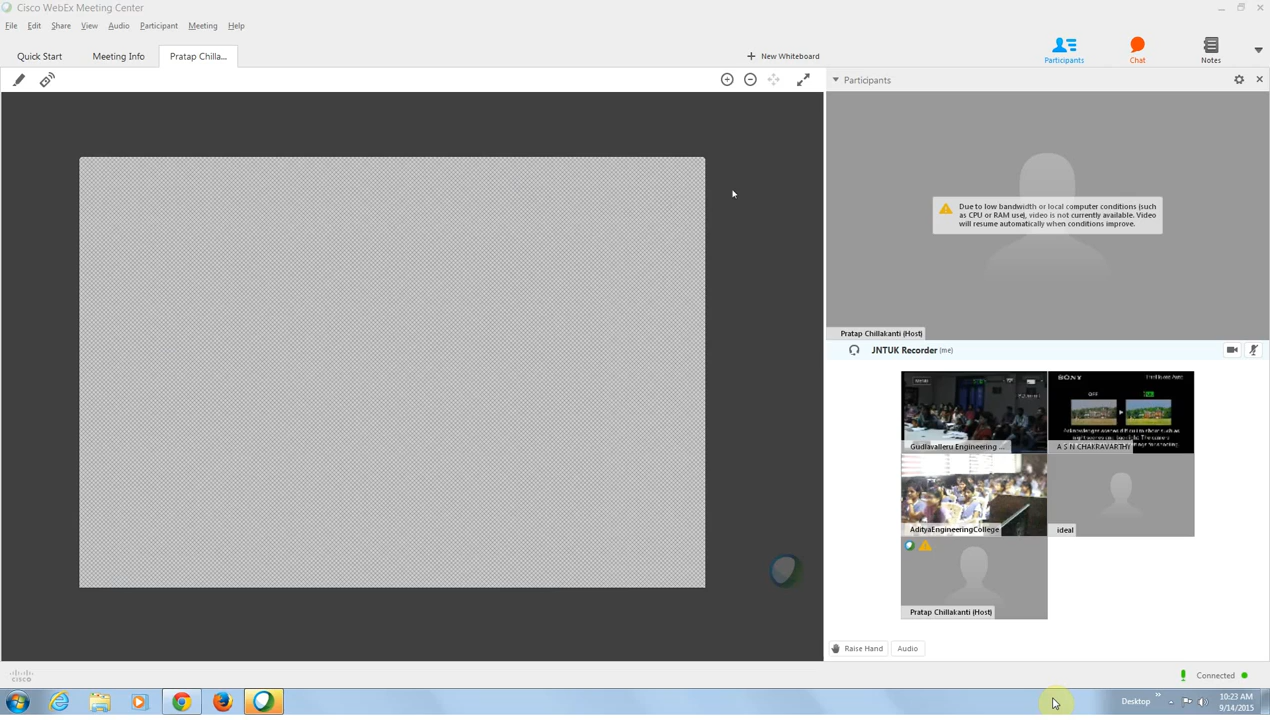 Cisco WebEx Meeting Center
File Edit Share View Audio Participant Meeting Help
Quick Start Meeting Info Pratap Chilla... New Whiteboard
Participants Chat Notes
Participants
Due to low bandwidth or local computer conditions (such
as CPU or RAM use), video is not currently available. Video
will resume automatically when conditions improve.
Pratap Chillakanti (Host)
JNTUK Recorder (me)
SONY
OFF
Gudlavalleru Engineering ...
A S N CHAKRAVARTHY
AdityaEngineeringCollege
ideal
Pratap Chillakanti (Host)
Raise Hand Audio
cisco
Connected
Desktop
10:23 AM
9/14/2015